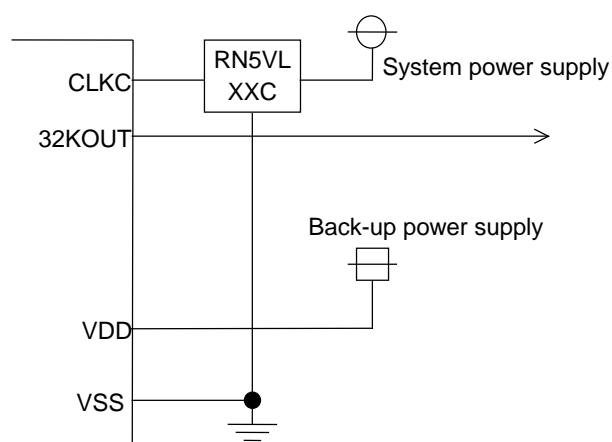 RN5VL
XXC
System power supply
CLKC
32KOUT
Back-up power supply
VDD
VSS